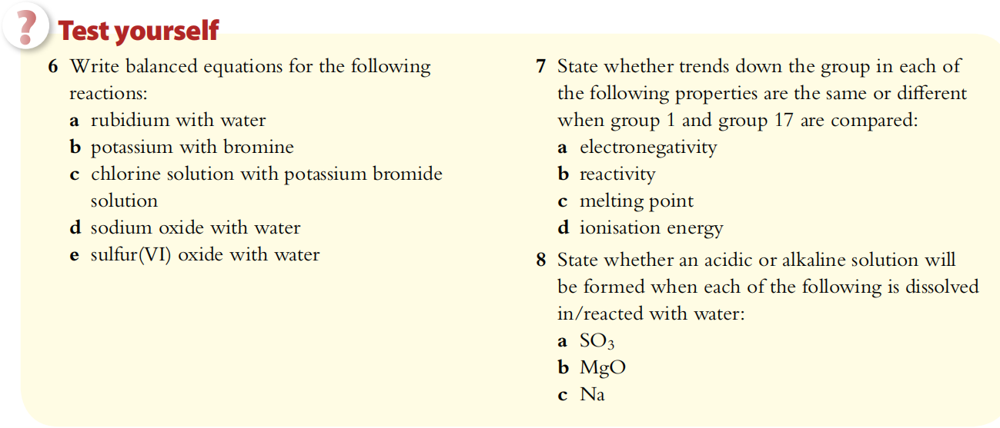 ?
Test yourself
6 Write balanced equations for the following
reactions:
a rubidium with water
b potassium with bromine
c chlorine solution with potassium bromide
solution
d sodium oxide with water
e sulfur(VI) oxide with water
7 State whether trends down the group in each of
the following properties are the same or different
when group 1 and group 17 are compared:
a electronegativity
b reactivity
c melting point
d ionisation energy
8 State whether an acidic or alkaline solution will
be formed when each of the following is dissolved
in/reacted with water:
a SO₃
b MgO
c Na